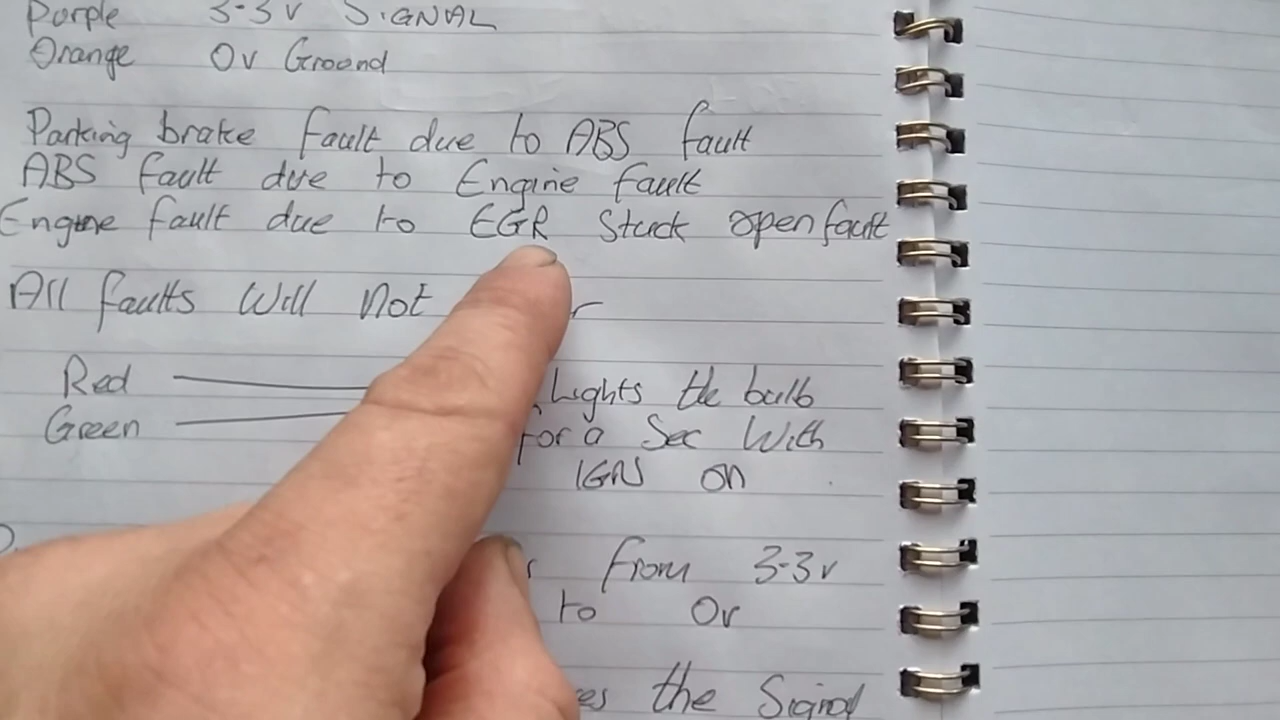 Purple 3-3v SIGNAL
Orange 0v Ground
Parking brake fault due to ABS fault
ABS fault due to Engine fault
Engine fault due to EGR Stuck open fault
All faults Will not
Red Lights the bulb
Green for a Sec With
IGN on
from 3-3v
to 0v
the Signal